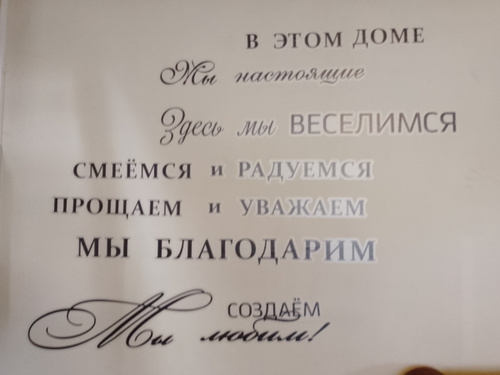 В ЭТОМ ДОМЕ
Мы настоящие
Здесь мы ВЕСЕЛИМСЯ
СМЕЁМСЯ и РАДУЕМСЯ
ПРОЩАЕМ и УВАЖАЕМ
МЫ БЛАГОДАРИМ
СОЗДАЁМ
Мы любим!